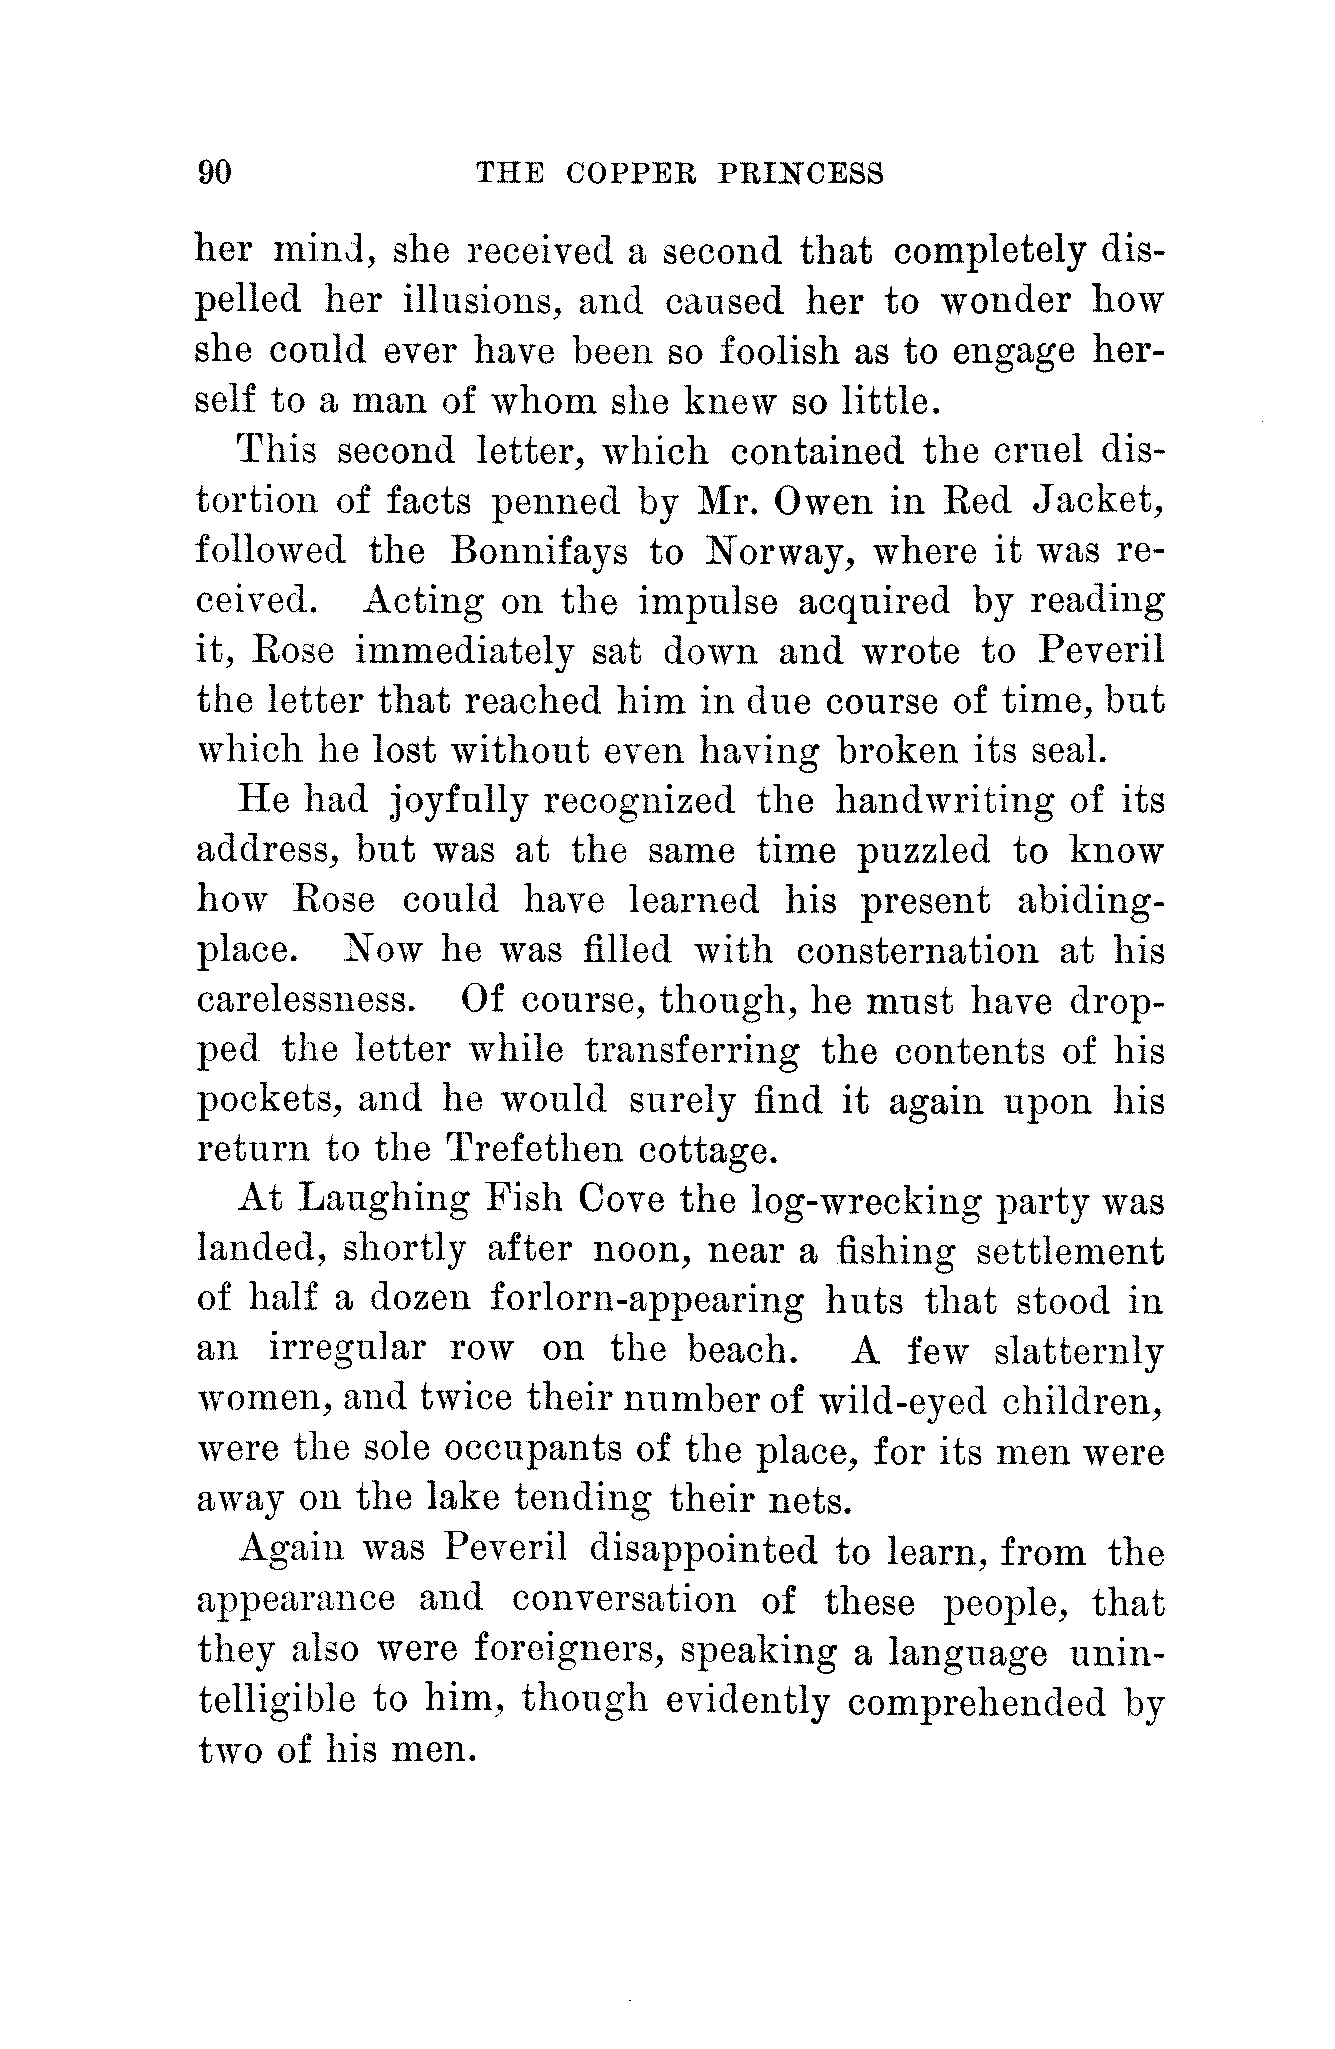 90 THE COPPER PRINCESS
her mind, she received a second that completely dis-
pelled her illusions, and caused her to wonder how
she could ever have been so foolish as to engage her-
self to a man of whom she knew so little.
This second letter, which contained the cruel dis-
tortion of facts penned by Mr. Owen in Red Jacket,
followed the Bonnifays to Norway, where it was re-
ceived. Acting on the impulse acquired by reading
it, Rose immediately sat down and wrote to Peveril
the letter that reached him in due course of time, but
which he lost without even having broken its seal.
He had joyfully recognized the handwriting of its
address, but was at the same time puzzled to know
how Rose could have learned his present abiding-
place. Now he was filled with consternation at his
carelessness. Of course, though, he must have drop-
ped the letter while transferring the contents of his
pockets, and he would surely find it again upon his
return to the Trefethen cottage.
At Laughing Fish Cove the log-wrecking party was
landed, shortly after noon, near a fishing settlement
of half a dozen forlorn-appearing huts that stood in
an irregular row on the beach. A few slatternly
women, and twice their number of wild-eyed children,
were the sole occupants of the place, for its men were
away on the lake tending their nets.
Again was Peveril disappointed to learn, from the
appearance and conversation of these people, that
they also were foreigners, speaking a language unin-
telligible to him, though evidently comprehended by
two of his men.